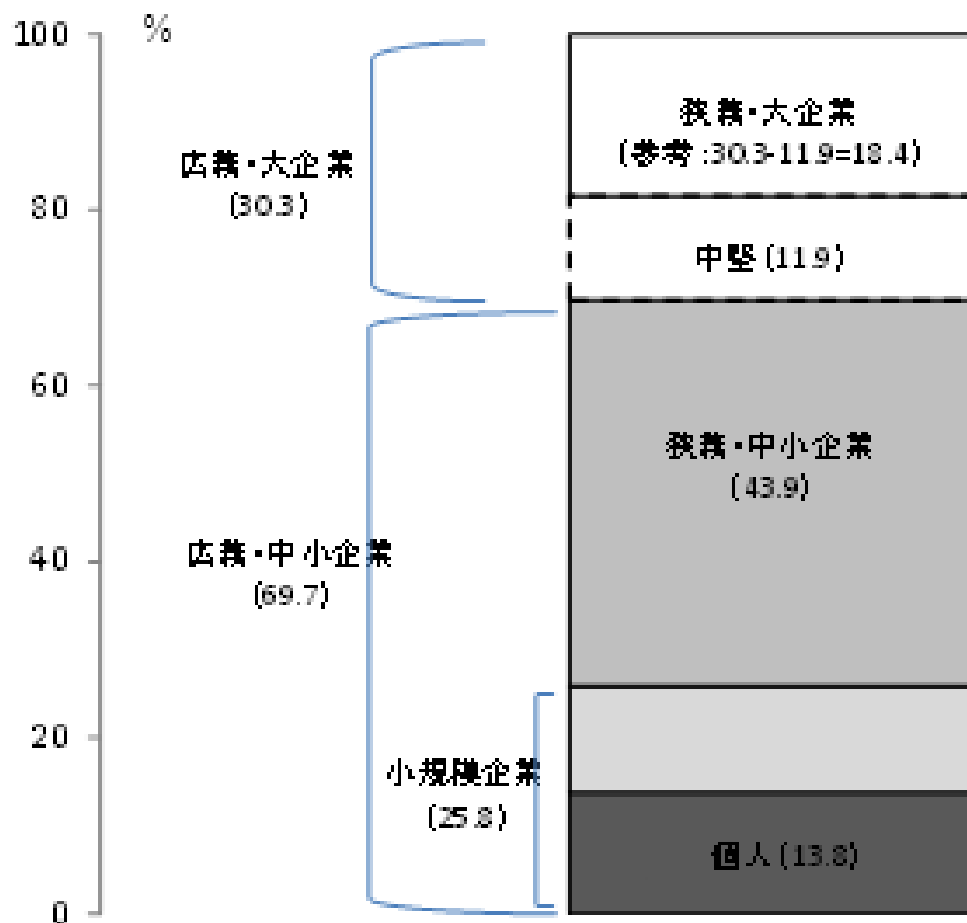 100
%
80
60
40
20
0
広義・大企業
(30.3)
広義・中小企業
(69.7)
小規模企業
(25.8)
狭義・大企業
(参考:30.3-11.9=18.4)
中堅 (11.9)
狭義・中小企業
(43.9)
個人 (13.8)